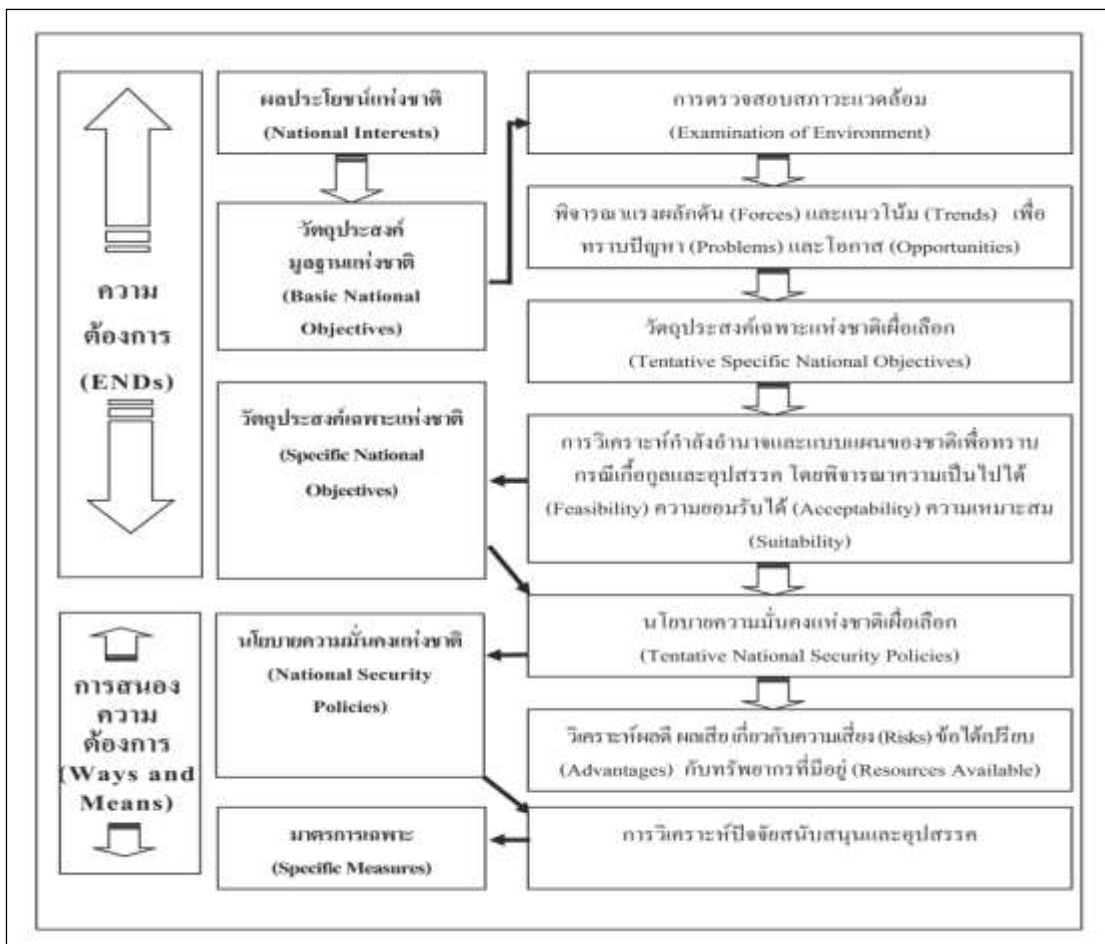 ความ
ต้องการ
(ENDs)
การสนอง
ความ
ต้องการ
(Ways and
Means)
ผลประโยชน์แห่งชาติ
(National Interests)
วัตถุประสงค์
มูลฐานแห่งชาติ
(Basic National
Objectives)
วัตถุประสงค์เฉพาะแห่งชาติ
(Specific National
Objectives)
นโยบายความมั่นคงแห่งชาติ
(National Security
Policies)
มาตรการเฉพาะ
(Specific Measures)
การตรวจสอบสภาวะแวดล้อม
(Examination of Environment)
พิจารณาแรงผลักดัน (Forces) และแนวโน้ม (Trends) เพื่อ
ทราบปัญหา (Problems) และโอกาส (Opportunities)
วัตถุประสงค์เฉพาะแห่งชาติเผื่อเลือก
(Tentative Specific National Objectives)
การวิเคราะห์กำลังอำนาจและแบบแผนของชาติเพื่อทราบ
กรณีเกื้อกูลและอุปสรรค โดยพิจารณาความเป็นไปได้
(Feasibility) ความยอมรับได้ (Acceptability) ความเหมาะสม
(Suitability)
นโยบายความมั่นคงแห่งชาติเผื่อเลือก
(Tentative National Security Policies)
วิเคราะห์ผลดี ผลเสีย เกี่ยวกับความเสี่ยง (Risks) ข้อได้เปรียบ
(Advantages) กับทรัพยากรที่มีอยู่ (Resources Available)
การวิเคราะห์ปัจจัยสนับสนุนและอุปสรรค